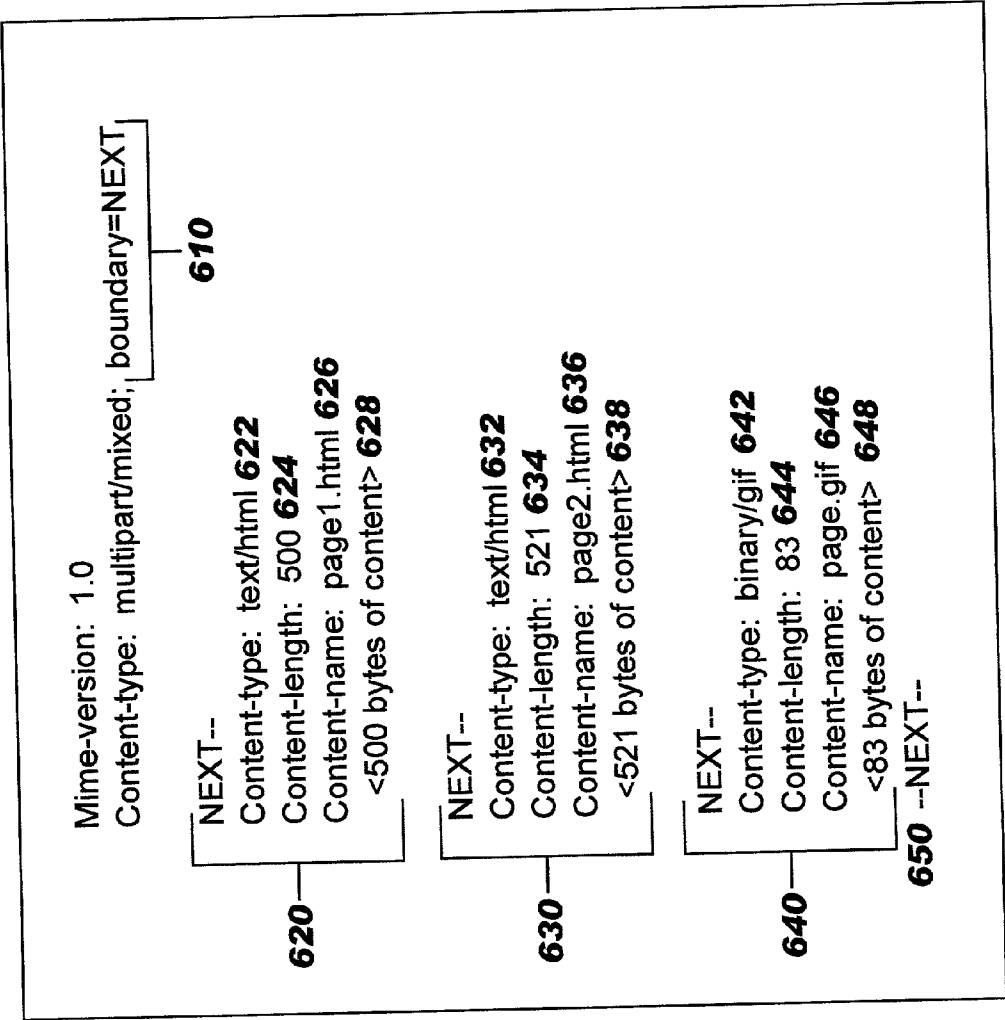 Mime-version: 1.0
Content-type: multipart/mixed; boundary=NEXT
610
620
NEXT--
Content-type: text/html 622
Content-length: 500 624
Content-name: page1.html 626
<500 bytes of content> 628
630
NEXT--
Content-type: text/html 632
Content-length: 521 634
Content-name: page2.html 636
<521 bytes of content> 638
640
NEXT--
Content-type: binary/gif 642
Content-length: 83 644
Content-name: page.gif 646
<83 bytes of content> 648
650 --NEXT--